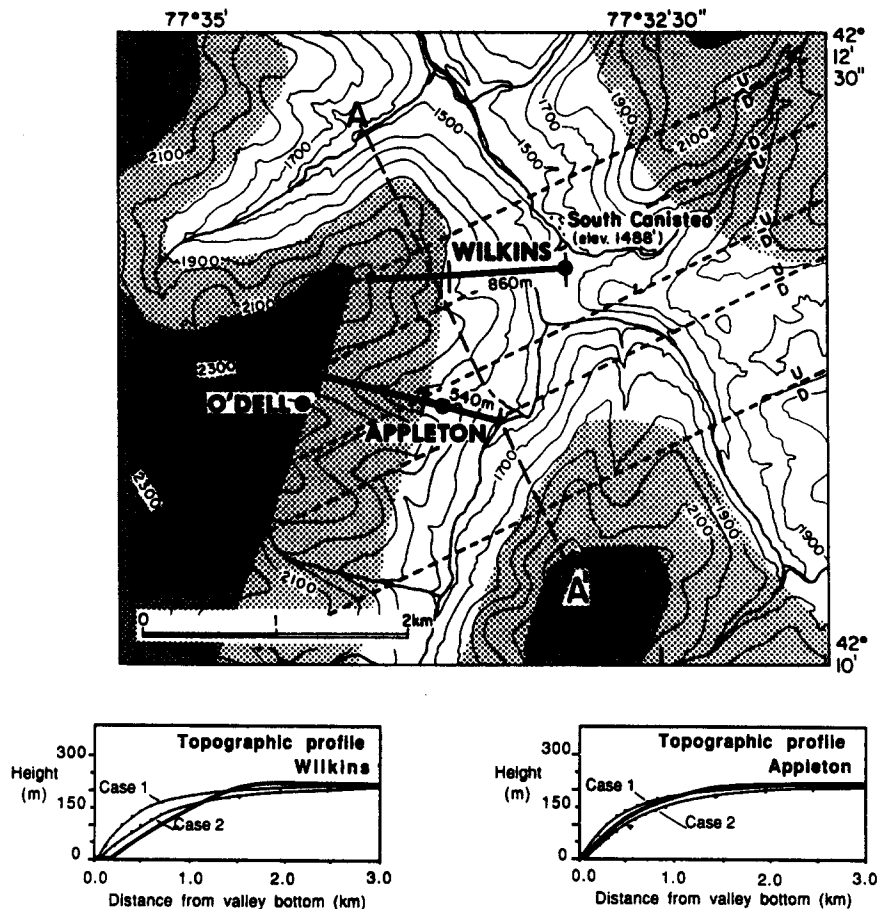 77°35'
77°32'30"
42°
12'
30"
A
1500
1700
1900
2100
1700
1500
2100
U
D
D
U
1900
South Canisteo
(elev. 1488')
U
D
WILKINS
860m
1900
2100
D
D
2300
540m
O'DELL
APPLETON
U
D
1700
2300
2100
1900
1900
2100
A'
0 1 2km
42°
10'
Topographic profile
Wilkins
Height
(m)
300
150
0
Case 1
Case 2
0.0 1.0 2.0 3.0
Distance from valley bottom (km)
Topographic profile
Appleton
Height
(m)
300
150
0
Case 1
Case 2
0.0 1.0 2.0 3.0
Distance from valley bottom (km)